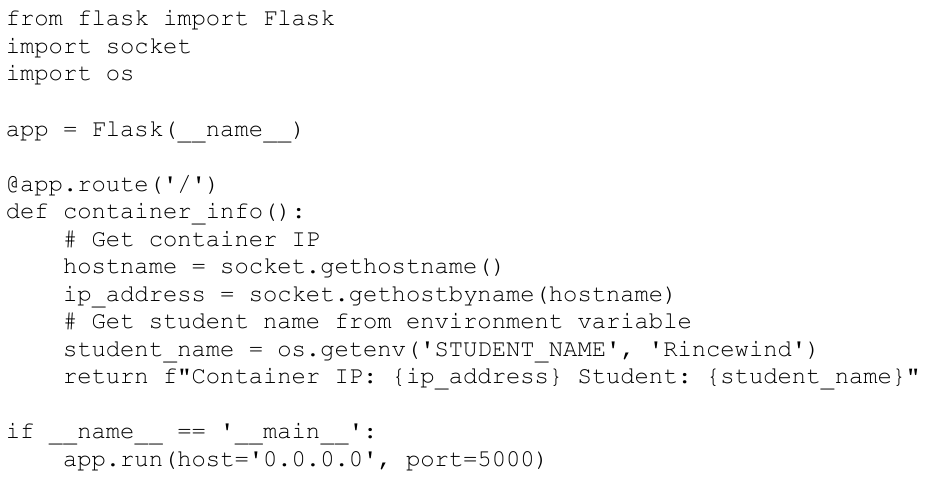 from flask import Flask
import socket
import os
app = Flask(__name__)
@app.route('/')
def container_info():
    # Get container IP
    hostname = socket.gethostname()
    ip_address = socket.gethostbyname(hostname)
    # Get student name from environment variable
    student_name = os.getenv('STUDENT_NAME', 'Rincewind')
    return f"Container IP: {ip_address} Student: {student_name}"
if __name__ == '__main__':
    app.run(host='0.0.0.0', port=5000)